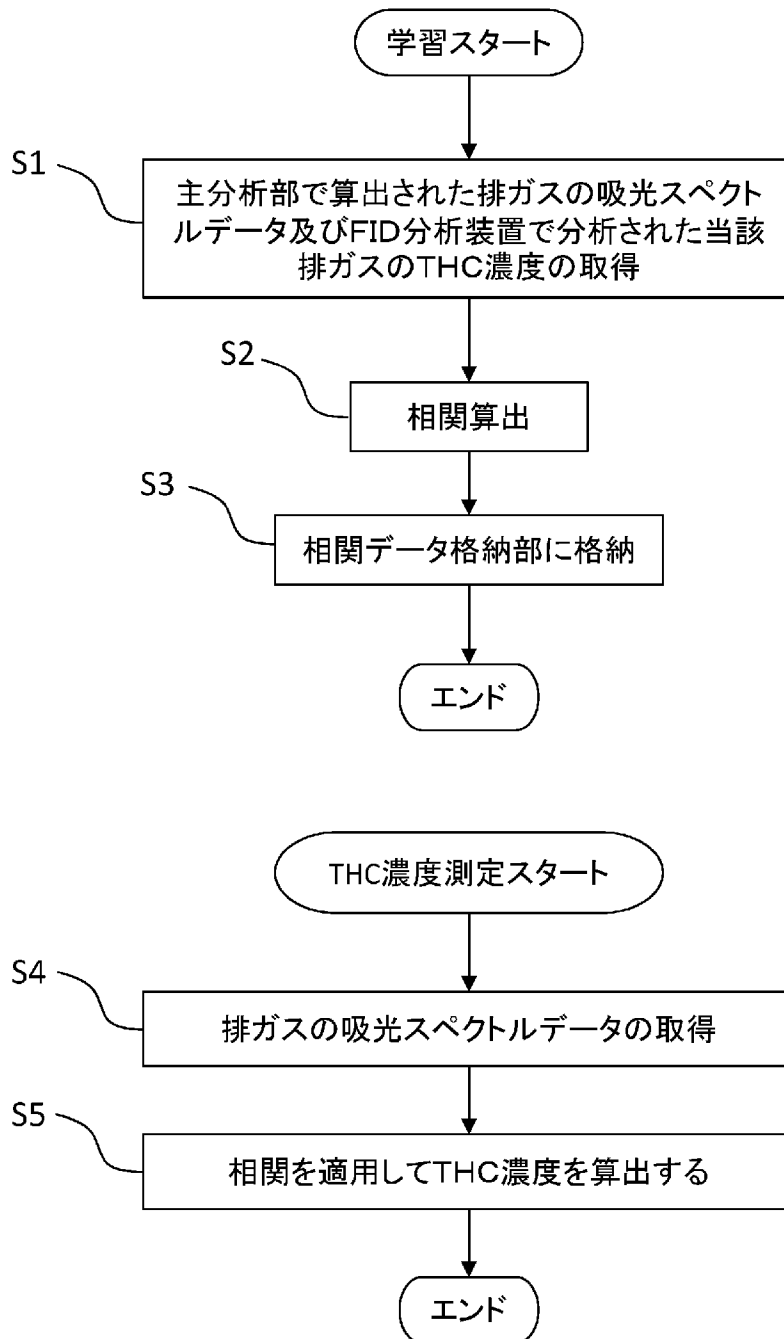 学習スタート
S1
主分析部で算出された排ガスの吸光スペクト
ルデータ及びFID分析装置で分析された当該
排ガスのTHC濃度の取得
S2
相関算出
S3
相関データ格納部に格納
エンド
THC濃度測定スタート
S4
排ガスの吸光スペクトルデータの取得
S5
相関を適用してTHC濃度を算出する
エンド